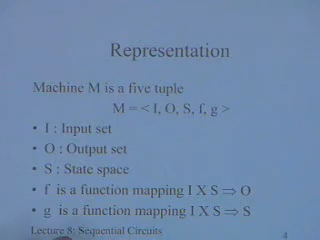 Representation
Machine M is a five tuple
M = < I, O, S, f, g >
• I : Input set
• O : Output set
• S : State space
• f is a function mapping I X S ⇒ O
• g is a function mapping I X S ⇒ S
Lecture 8: Sequential Circuits
4